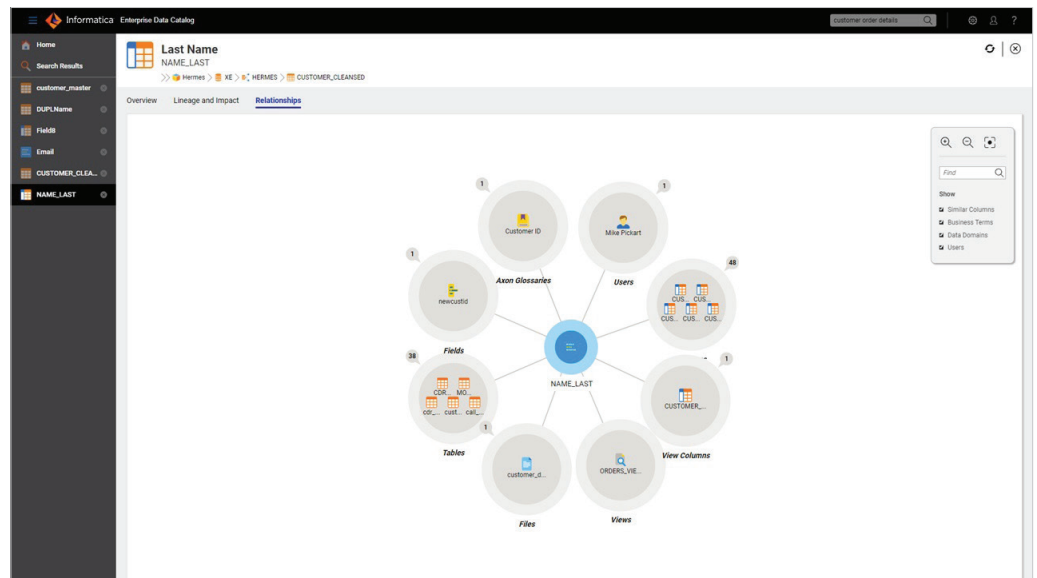 Informatica Enterprise Data Catalog
customer order details
?
Home
Search Results
customer_master
DUPLName
FieldB
Email
CUSTOMER_CLEA...
NAME_LAST
Last Name
NAME_LAST
Hermes > XE > HERMES > CUSTOMER_CLEANSED
Overview Lineage and Impact Relationships
Find
Show
Similar Columns
Business Terms
Data Domains
Users
1
Customer ID
Axon Glossaries
1
Mike Pickart
Users
1
newcustid
Fields
48
CUS... CUS...
CUS... CUS... CUS...
NAME_LAST
38
CDR... MO...
cdr_... cust... call_...
Tables
1
CUSTOMER_...
View Columns
1
customer_d...
Files
ORDERS_VIE...
Views